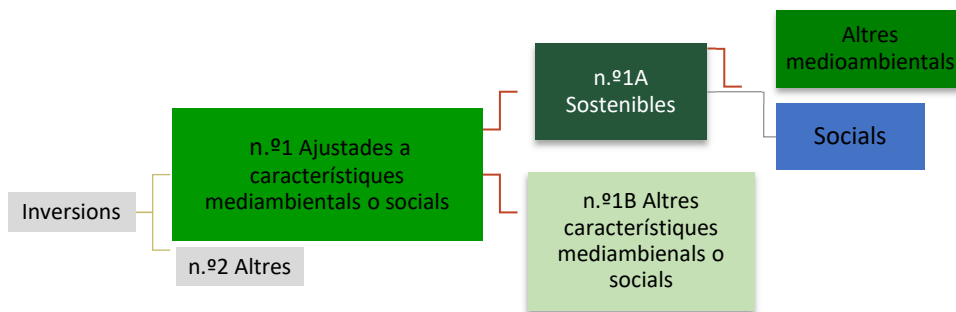 Inversions
n.º1 Ajustades a
característiques
mediambientals o socials
n.º2 Altres
n.º1A
Sostenibles
n.º1B Altres
característiques
mediambienals o
socials
Altres
medioambientals
Socials